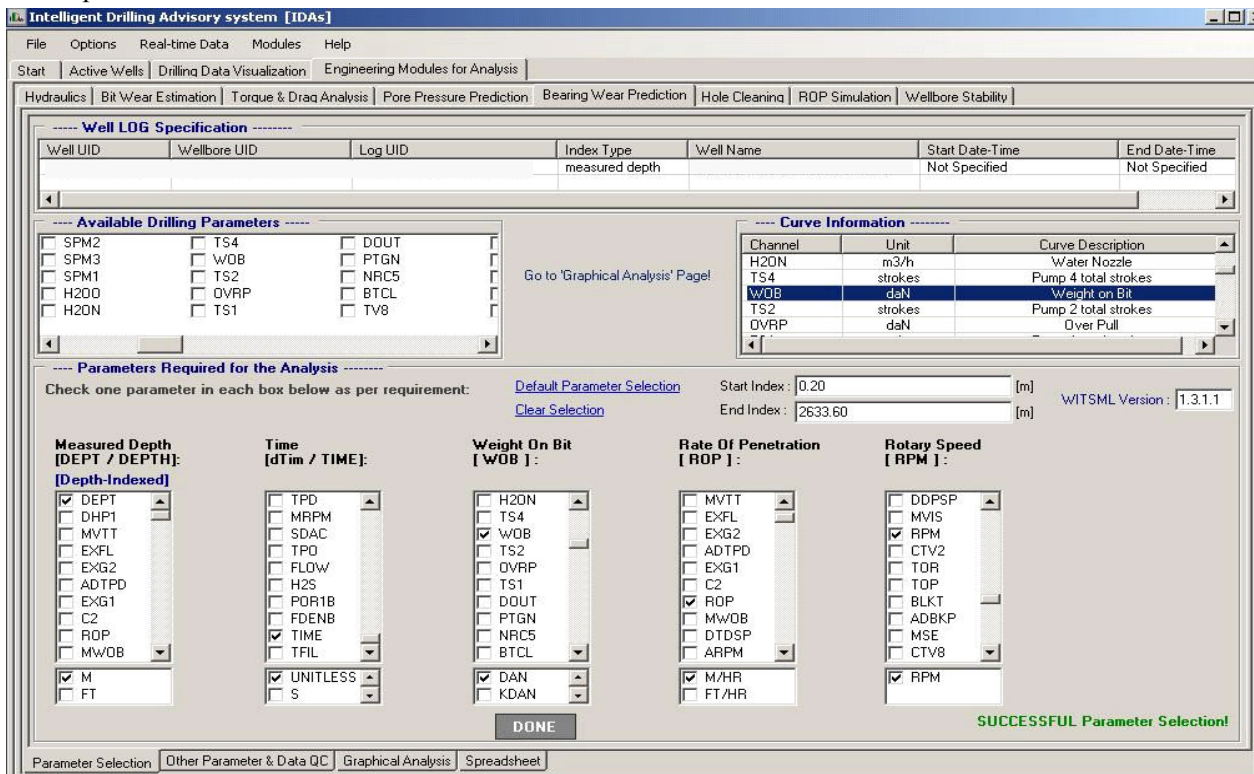 Intelligent Drilling Advisory system [IDAs]
File Options Real-time Data Modules Help
Start Active Wells Drilling Data Visualization Engineering Modules for Analysis
Hydraulics Bit Wear Estimation Torque & Drag Analysis Pore Pressure Prediction Bearing Wear Prediction Hole Cleaning ROP Simulation Wellbore Stability
----- Well LOG Specification --------
Well UID Wellbore UID Log UID Index Type Well Name Start Date-Time End Date-Time
measured depth Not Specified Not Specified
---- Available Drilling Parameters -----
SPM2 TS4 DOUT
SPM3 WOB PTGN
SPM1 TS2 NRC5
H2OO OVRP BTCL
H2ON TS1 TV8
Go to 'Graphical Analysis' Page!
---- Curve Information --------
Channel Unit Curve Description
H2ON m3/h Water Nozzle
TS4 strokes Pump 4 total strokes
WOB daN Weight on Bit
TS2 strokes Pump 2 total strokes
OVRP daN Over Pull
---- Parameters Required for the Analysis --------
Check one parameter in each box below as per requirement:
Default Parameter Selection
Clear Selection
Start Index : 0.20 [m]
End Index : 2633.60 [m]
WITSML Version : 1.3.1.1
Measured Depth
[DEPT / DEPTH]:
[Depth-Indexed]
DEPT
DHP1
MVTT
EXFL
EXG2
ADTPD
EXG1
C2
ROP
MWOB
M
FT
Time
[dTim / TIME]:
TPD
MRPM
SDAC
TPO
FLOW
H2S
POR1B
FDENB
TIME
TFIL
UNITLESS
S
Weight On Bit
[ WOB ] :
H2ON
TS4
WOB
TS2
OVRP
TS1
DOUT
PTGN
NRC5
BTCL
DAN
KDAN
Rate Of Penetration
[ ROP ] :
MVTT
EXFL
EXG2
ADTPD
EXG1
C2
ROP
MWOB
DTDSP
ARPM
M/HR
FT/HR
Rotary Speed
[ RPM ] :
DDPSP
MVIS
RPM
CTV2
TOR
TOP
BLKT
ADBKP
MSE
CTV8
RPM
DONE
SUCCESSFUL Parameter Selection!
Parameter Selection Other Parameter & Data QC Graphical Analysis Spreadsheet